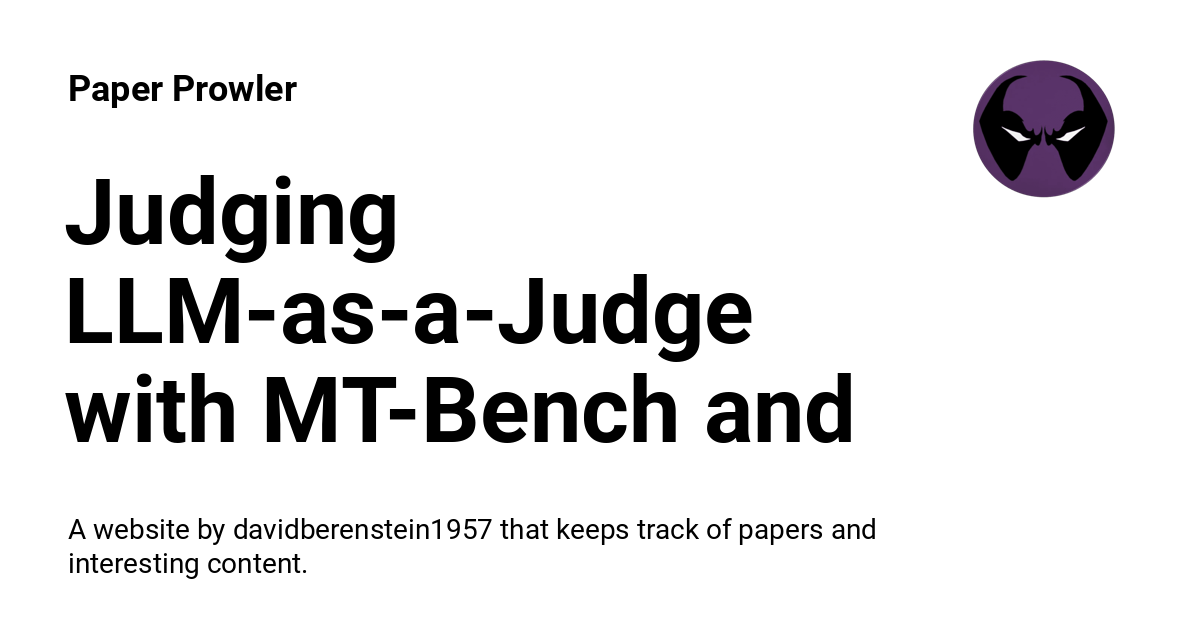 Paper Prowler
Judging
LLM-as-a-Judge
with MT-Bench and
A website by davidberenstein1957 that keeps track of papers and
interesting content.